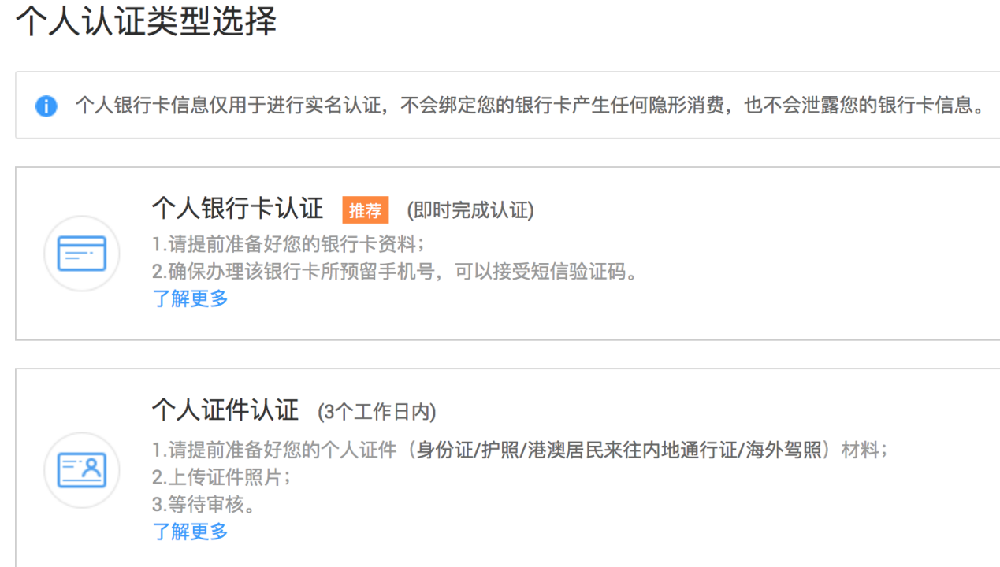 个人认证类型选择
个人银行卡信息仅用于进行实名认证，不会绑定您的银行卡产生任何隐形消费，也不会泄露您的银行卡信息。
个人银行卡认证 推荐 (即时完成认证)
1.请提前准备好您的银行卡资料；
2.确保办理该银行卡所预留手机号，可以接受短信验证码。
了解更多
个人证件认证 (3个工作日内)
1.请提前准备好您的个人证件（身份证/护照/港澳居民来往内地通行证/海外驾照）材料；
2.上传证件照片；
3.等待审核。
了解更多